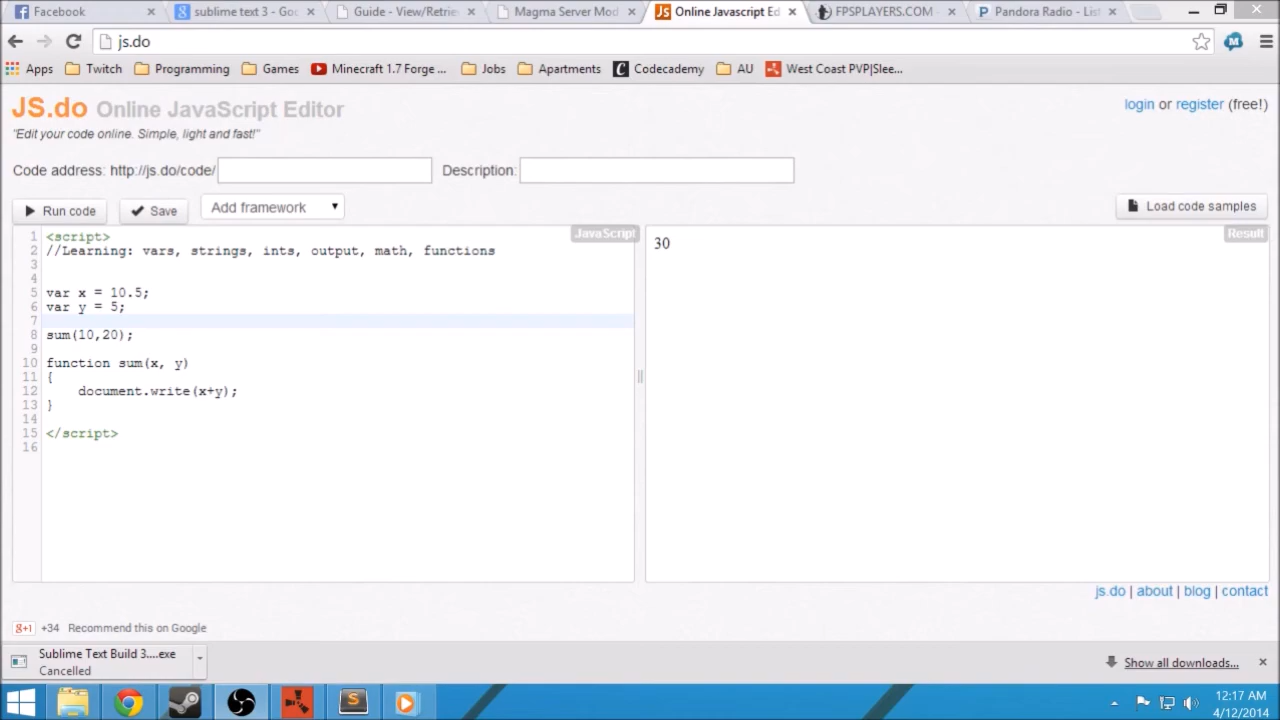 Facebook
sublime text 3 - Goo
Guide - View/Retrie
Magma Server Mod
Online Javascript Ed
FPSPLAYERS.COM -
Pandora Radio - List
js.do
Apps Twitch Programming Games Minecraft 1.7 Forge ... Jobs Apartments Codecademy AU West Coast PVP|Slee...
JS.do Online JavaScript Editor
login or register (free!)
"Edit your code online. Simple, light and fast!"
Code address: http://js.do/code/ Description:
Run code Save Add framework Load code samples
JavaScript
Result
1 <script>
2 //Learning: vars, strings, ints, output, math, functions
3
4
5 var x = 10.5;
6 var y = 5;
7
8 sum(10,20);
9
10 function sum(x, y)
11 {
12 document.write(x+y);
13 }
14
15 </script>
16
30
js.do | about | blog | contact
g+1 +34 Recommend this on Google
Sublime Text Build 3....exe
Cancelled
Show all downloads...
12:17 AM
4/12/2014